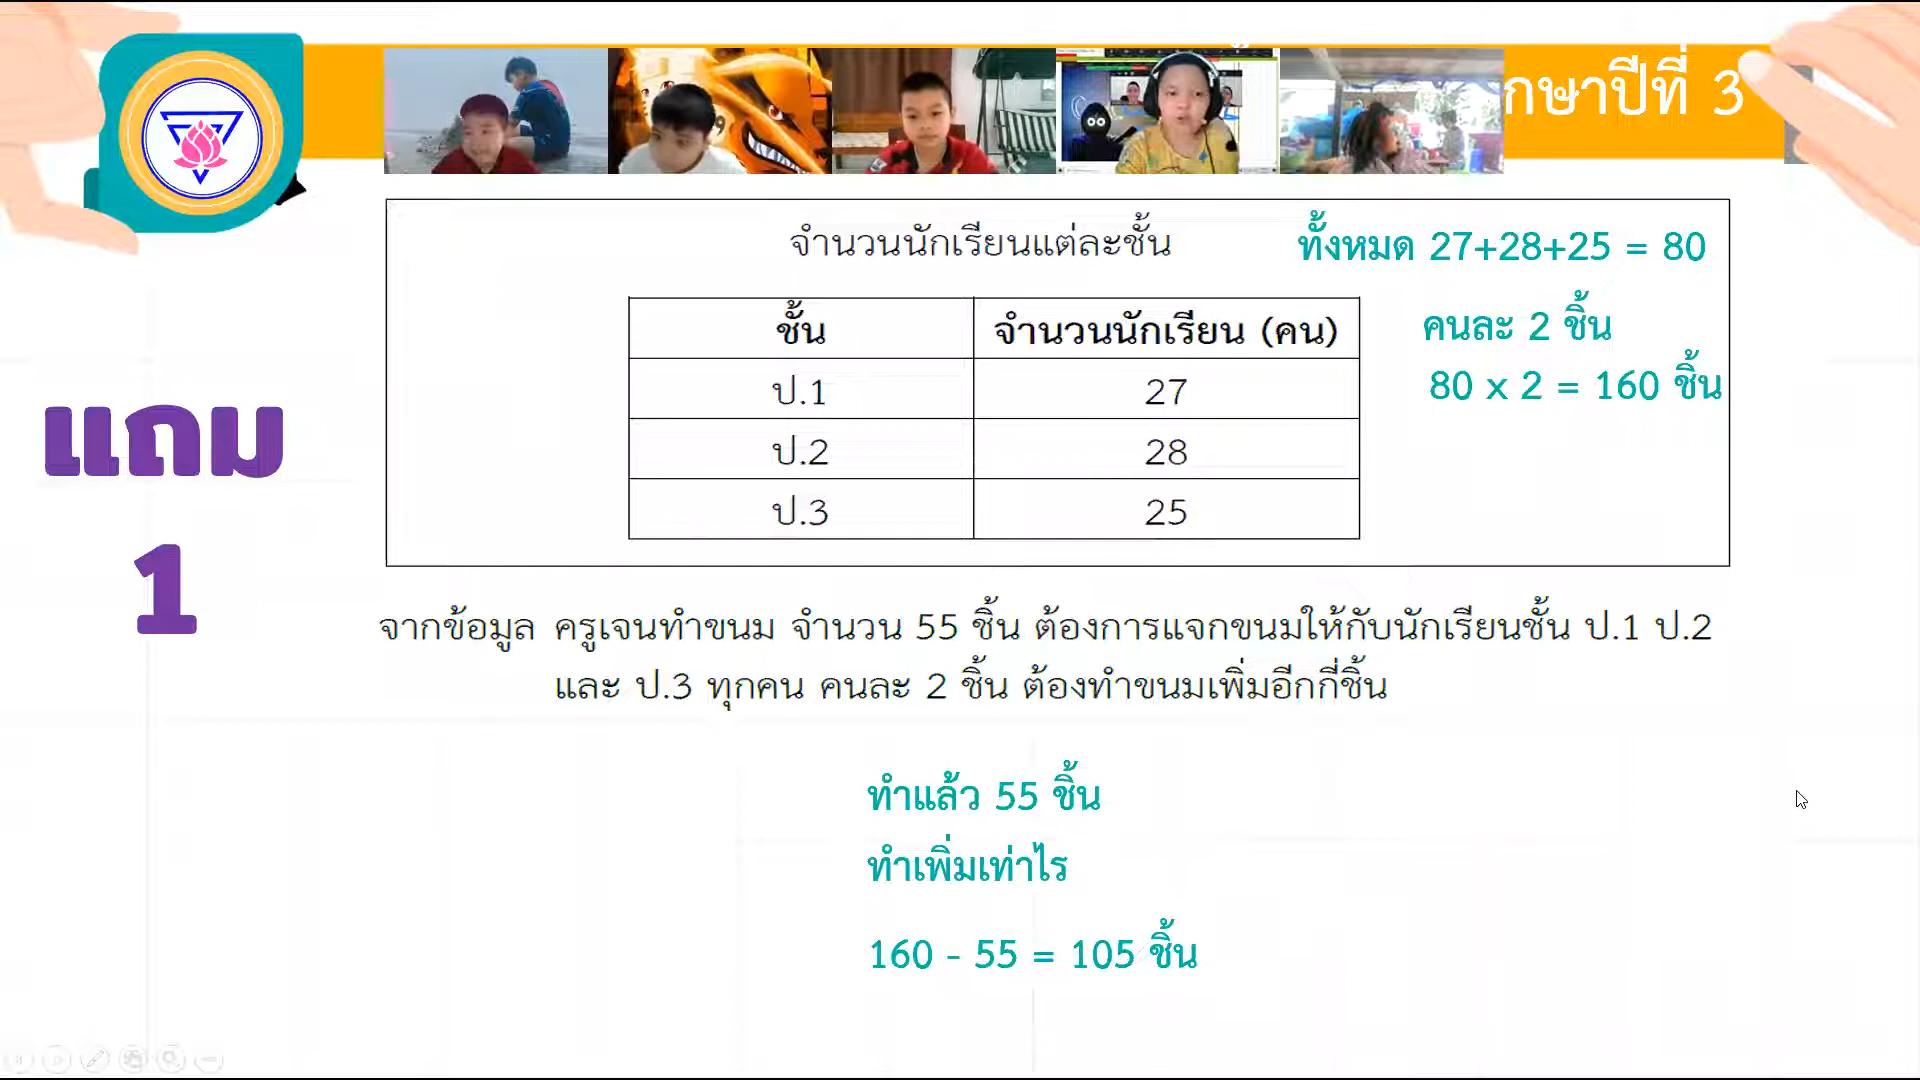 กษาปีที่ 3
แถม
1
จำนวนนักเรียนแต่ละชั้น
ทั้งหมด 27+28+25 = 80
คนละ 2 ชิ้น
80 x 2 = 160 ชิ้น
ชั้น จำนวนนักเรียน (คน)
ป.1 27
ป.2 28
ป.3 25
จากข้อมูล ครูเจนทำขนม จำนวน 55 ชิ้น ต้องการแจกขนมให้กับนักเรียนชั้น ป.1 ป.2
และ ป.3 ทุกคน คนละ 2 ชิ้น ต้องทำขนมเพิ่มอีกกี่ชิ้น
ทำแล้ว 55 ชิ้น
ทำเพิ่มเท่าไร
160 - 55 = 105 ชิ้น